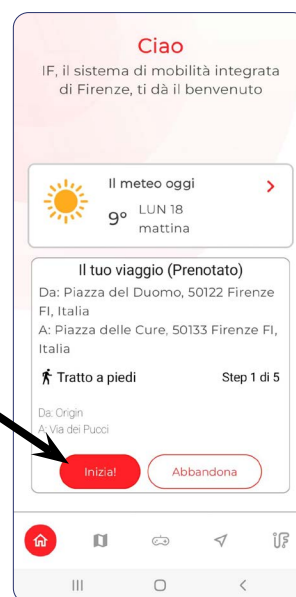 Ciao
IF, il sistema di mobilità integrata
di Firenze, ti dà il benvenuto
Il meteo oggi
9° LUN 18
mattina
Il tuo viaggio (Prenotato)
Da: Piazza del Duomo, 50122 Firenze
FI, Italia
A: Piazza delle Cure, 50133 Firenze FI,
Italia
Tratto a piedi Step 1 di 5
Da: Origin
A: Via dei Pucci
Inizia! Abbandona
iF